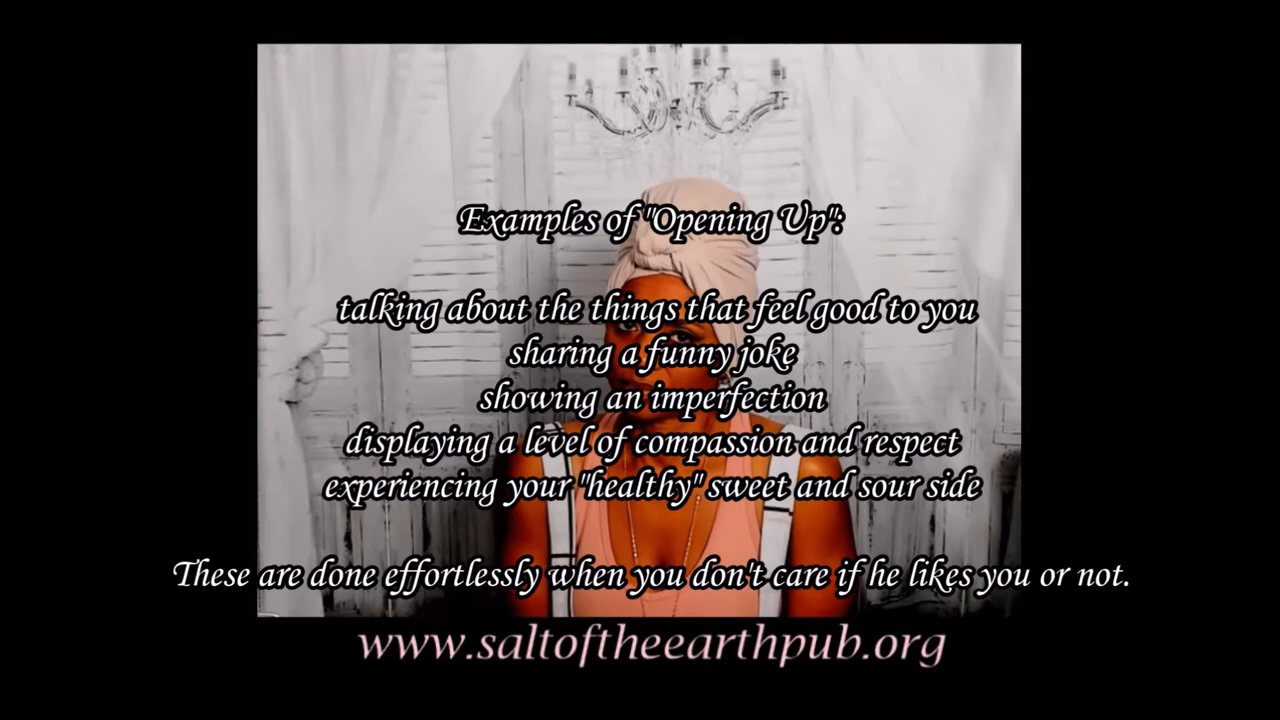 Examples of "Opening Up":
talking about the things that feel good to you
sharing a funny joke
showing an imperfection
displaying a level of compassion and respect
experiencing your "healthy" sweet and sour side
These are done effortlessly when you don't care if he likes you or not.
www.saltoftheearthpub.org